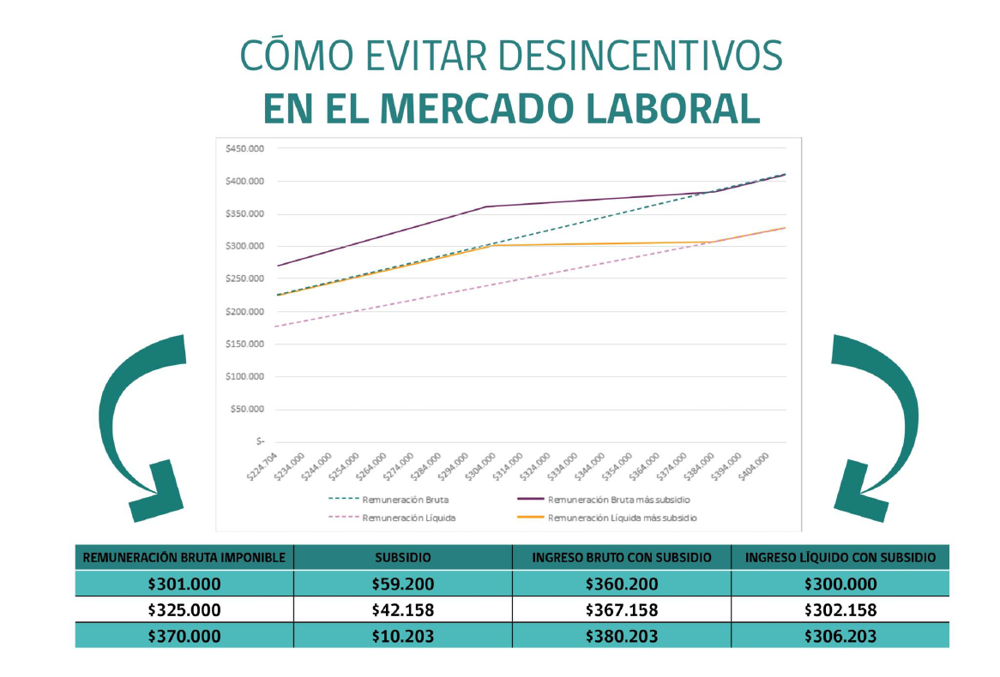 CÓMO EVITAR DESINCENTIVOS
EN EL MERCADO LABORAL
$450.000
$400.000
$350.000
$300.000
$250.000
$200.000
$150.000
$100.000
$50.000
$-
$224.704 $234.000 $244.000 $254.000 $264.000 $274.000 $284.000 $294.000 $304.000 $314.000 $324.000 $334.000 $344.000 $354.000 $364.000 $374.000 $384.000 $394.000 $404.000
Remuneración Bruta Remuneración Bruta más subsidio
Remuneración Líquida Remuneración Líquida más subsidio
REMUNERACIÓN BRUTA IMPONIBLE SUBSIDIO INGRESO BRUTO CON SUBSIDIO INGRESO LÍQUIDO CON SUBSIDIO
$301.000 $59.200 $360.200 $300.000
$325.000 $42.158 $367.158 $302.158
$370.000 $10.203 $380.203 $306.203